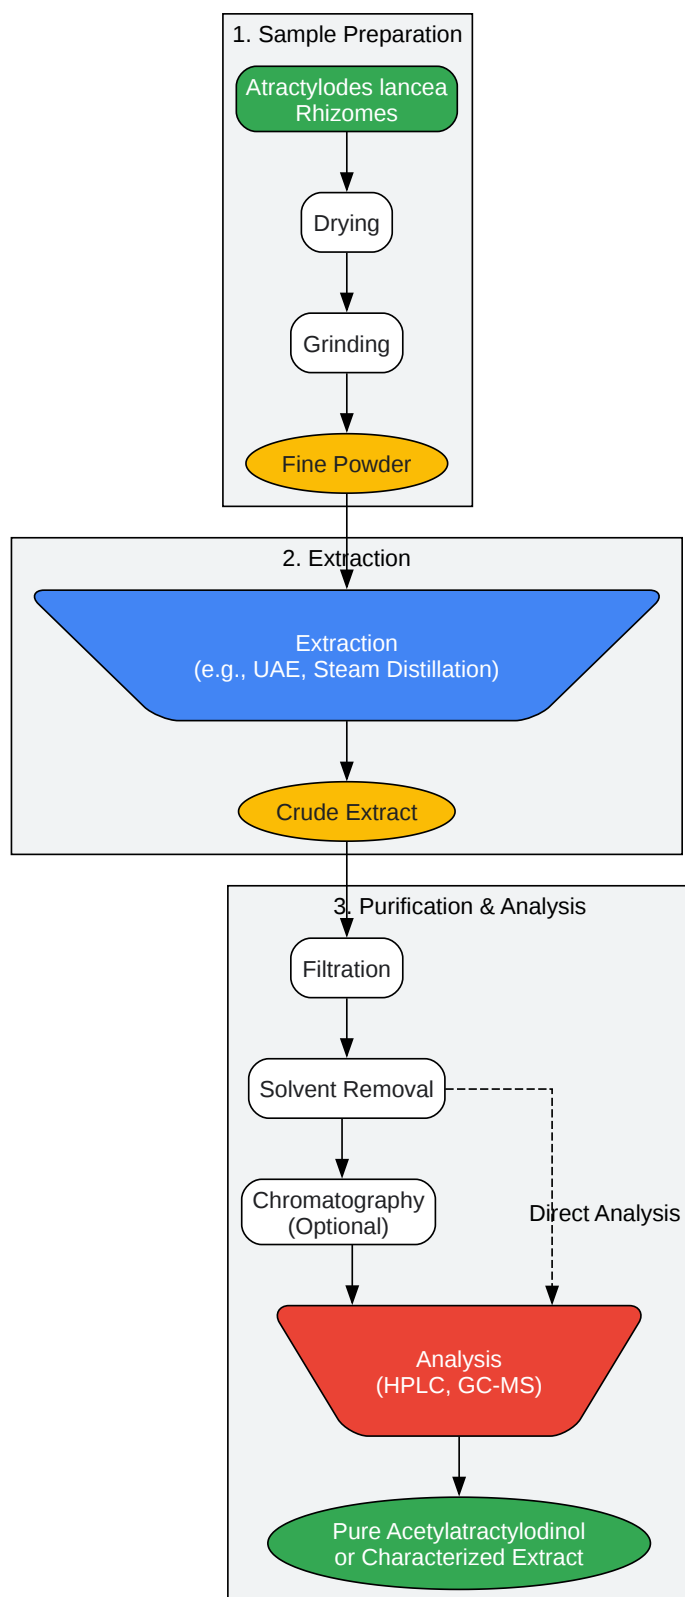 1. Sample Preparation
Atractylodes lancea
Rhizomes
Drying
Grinding
Fine Powder
2. Extraction
Extraction
(e.g., UAE, Steam Distillation)
Crude Extract
3. Purification & Analysis
Filtration
Solvent Removal
Chromatography
(Optional)
Direct Analysis
Analysis
(HPLC, GC-MS)
Pure Acetylatractylodinol
or Characterized Extract